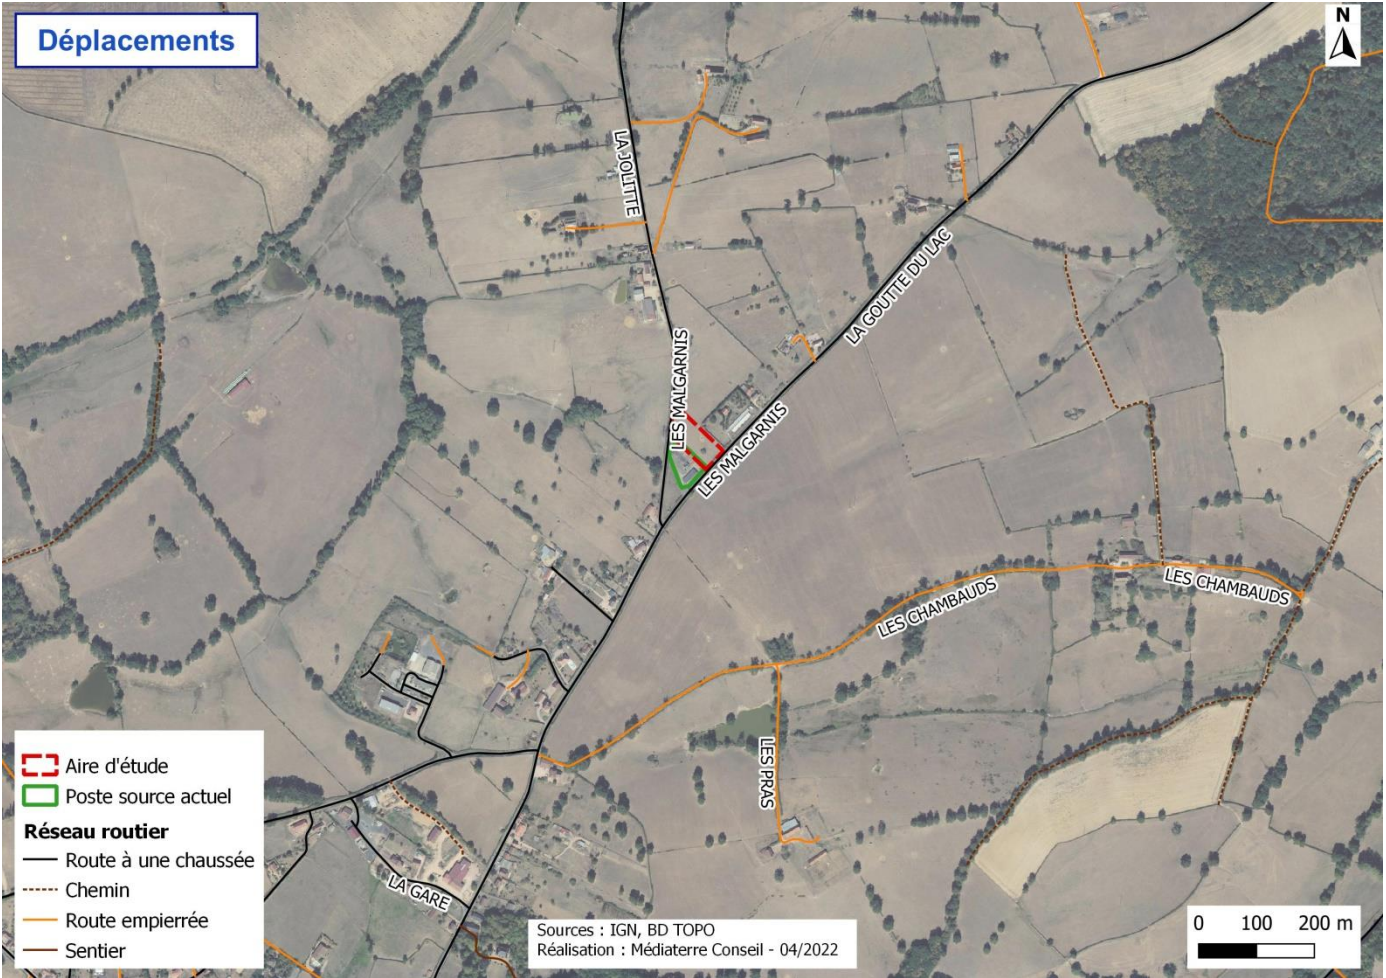 Déplacements
N
LA JOLITTE
LA GOUTTE DU LAC
LES MALGARNIS
LES MALGARNIS
LES CHAMBAUDS
LES CHAMBAUDS
LES PRAS
LA GARE
Aire d'étude
Poste source actuel
Réseau routier
Route à une chaussée
Chemin
Route empierrée
Sentier
Sources : IGN, BD TOPO
Réalisation : Médiaterre Conseil - 04/2022
0 100 200 m